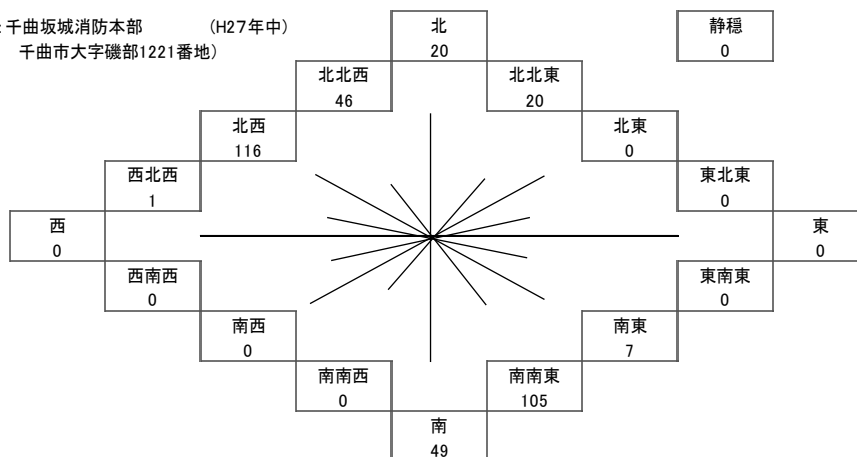 :千曲坂城消防本部 (H27年中)
千曲市大字磯部1221番地)
北
20
静穏
0
北北西
46
北北東
20
北西
116
北東
0
西北西
1
東北東
0
西
0
東
0
西南西
0
東南東
0
南西
0
南東
7
南南西
0
南南東
105
南
49